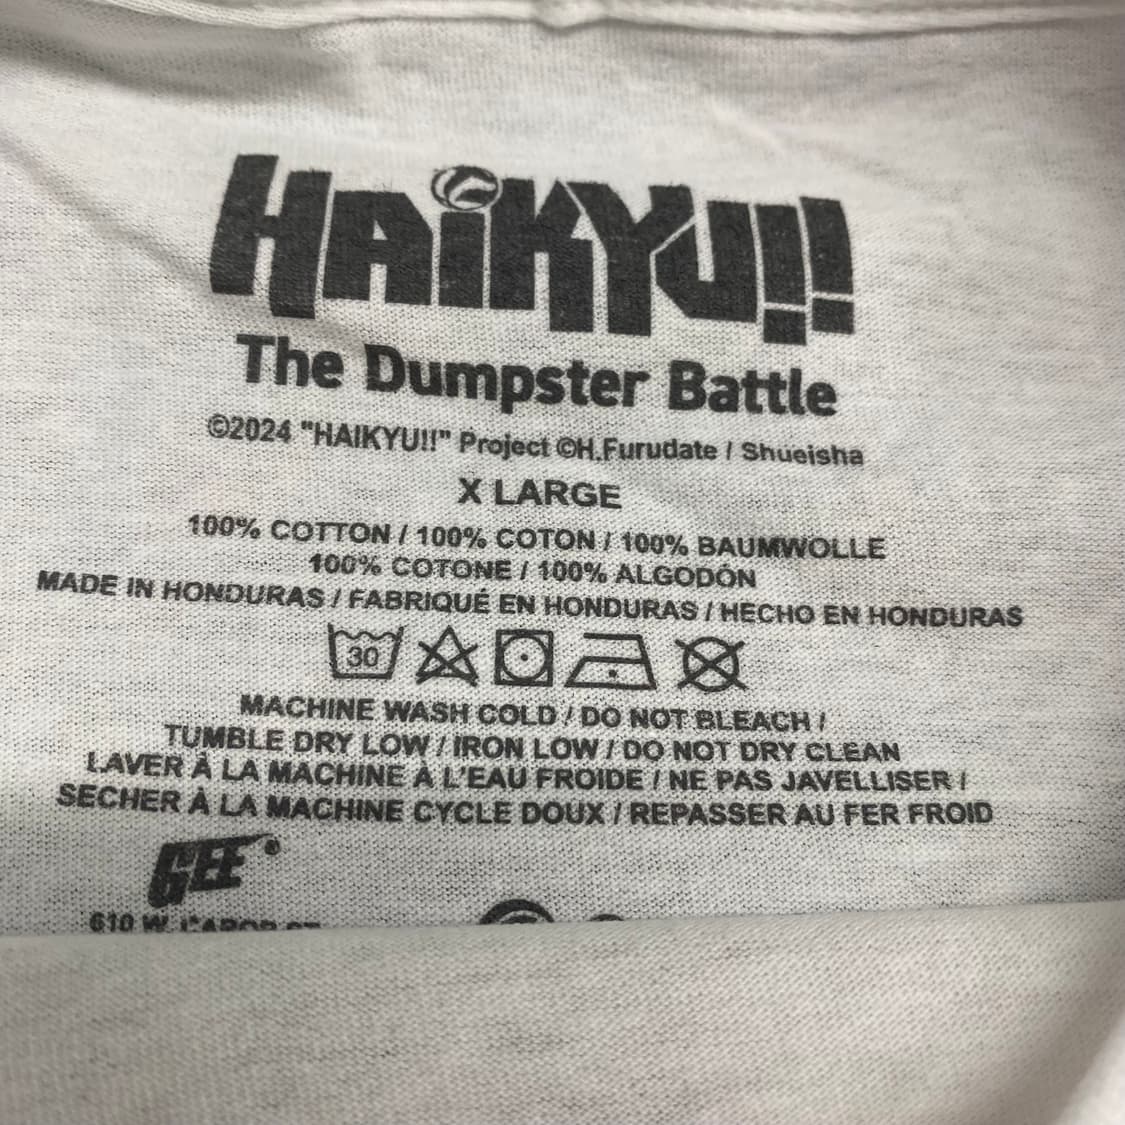 HAIKYU!!
The Dumpster Battle
©2024 "HAIKYU!!" Project ©H.Furudate / Shueisha
X LARGE
100% COTTON / 100% COTON / 100% BAUMWOLLE
100% COTONE / 100% ALGODÓN
MADE IN HONDURAS / FABRIQUÉ EN HONDURAS / HECHO EN HONDURAS
30
MACHINE WASH COLD / DO NOT BLEACH /
TUMBLE DRY LOW / IRON LOW / DO NOT DRY CLEAN
LAVER À LA MACHINE À L'EAU FROIDE / NE PAS JAVELLISER /
SECHER À LA MACHINE CYCLE DOUX / REPASSER AU FER FROID
GEE
610 W.